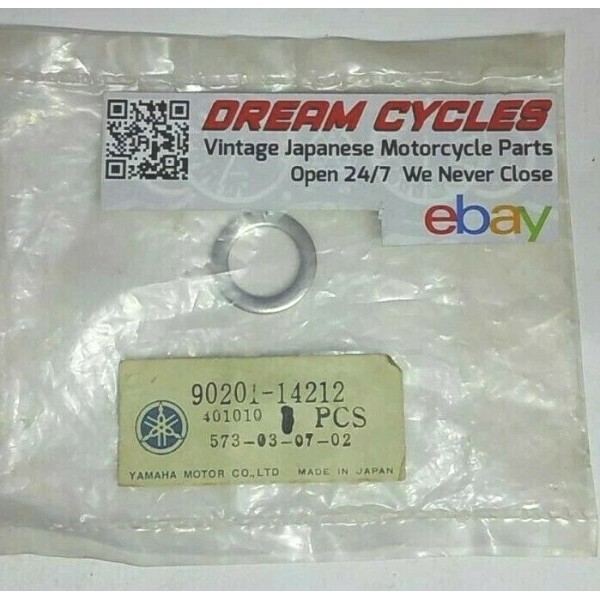 DREAM CYCLES
Vintage Japanese Motorcycle Parts
Open 24/7 We Never Close
ebay
90201-14212
401010 PCS
573-03-07-02
YAMAHA MOTOR CO.,LTD MADE IN JAPAN